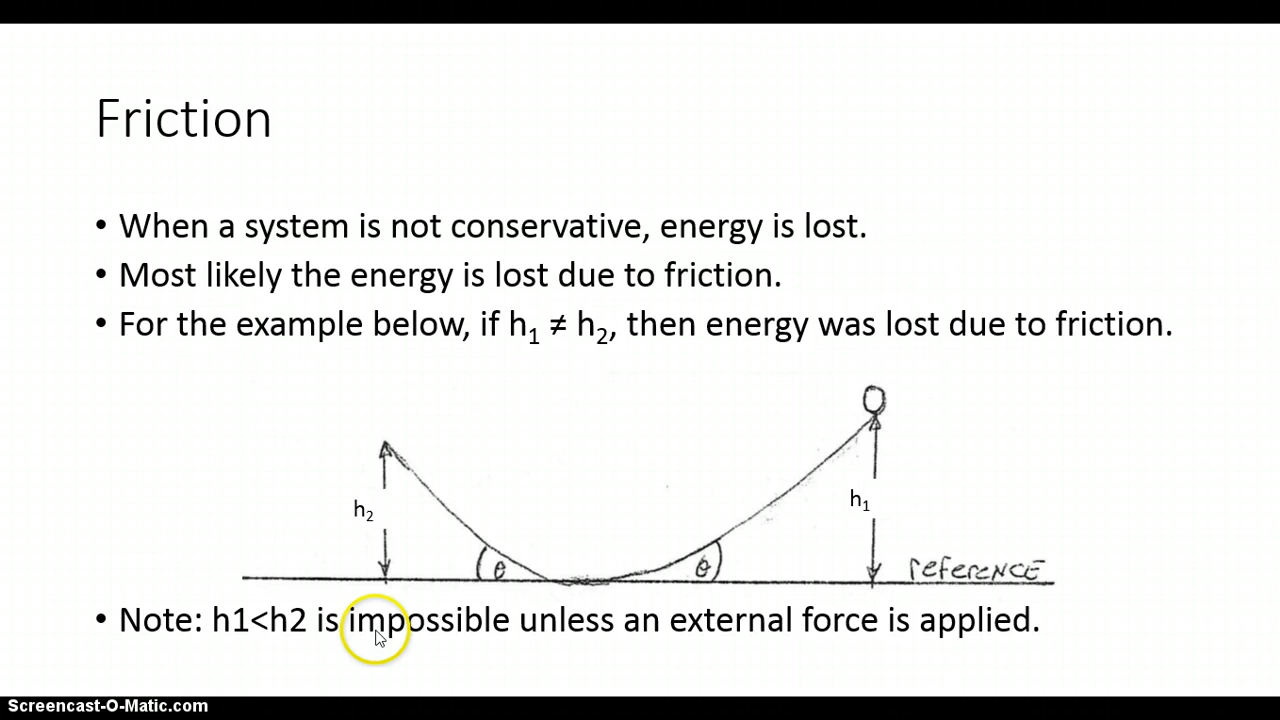 Friction
• When a system is not conservative, energy is lost.
• Most likely the energy is lost due to friction.
• For the example below, if h₁ ≠ h₂, then energy was lost due to friction.
h₂
h₁
θ
θ
REFERENCE
• Note: h1<h2 is impossible unless an external force is applied.
Screencast-O-Matic.com